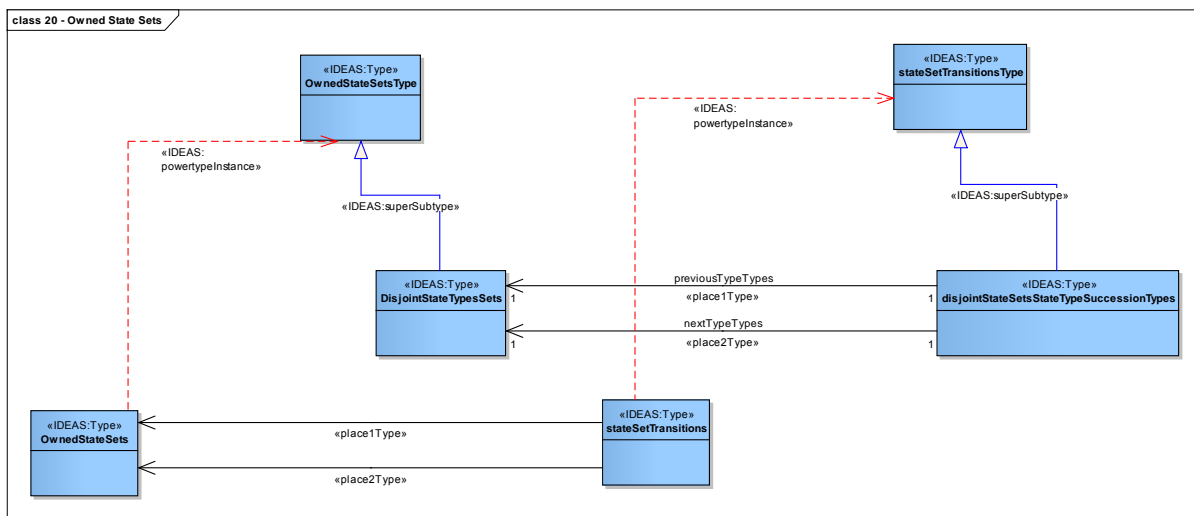 class 20 - Owned State Sets
«IDEAS:Type»
OwnedStateSetsType
«IDEAS:Type»
stateSetTransitionsType
«IDEAS:
powertypeInstance»
«IDEAS:
powertypeInstance»
«IDEAS:superSubtype»
«IDEAS:superSubtype»
«IDEAS:Type»
DisjointStateTypesSets
previousTypeTypes
«place1Type»
1
1
nextTypeTypes
«place2Type»
1
1
«IDEAS:Type»
disjointStateSetsStateTypeSuccessionTypes
«IDEAS:Type»
OwnedStateSets
«place1Type»
«place2Type»
«IDEAS:Type»
stateSetTransitions